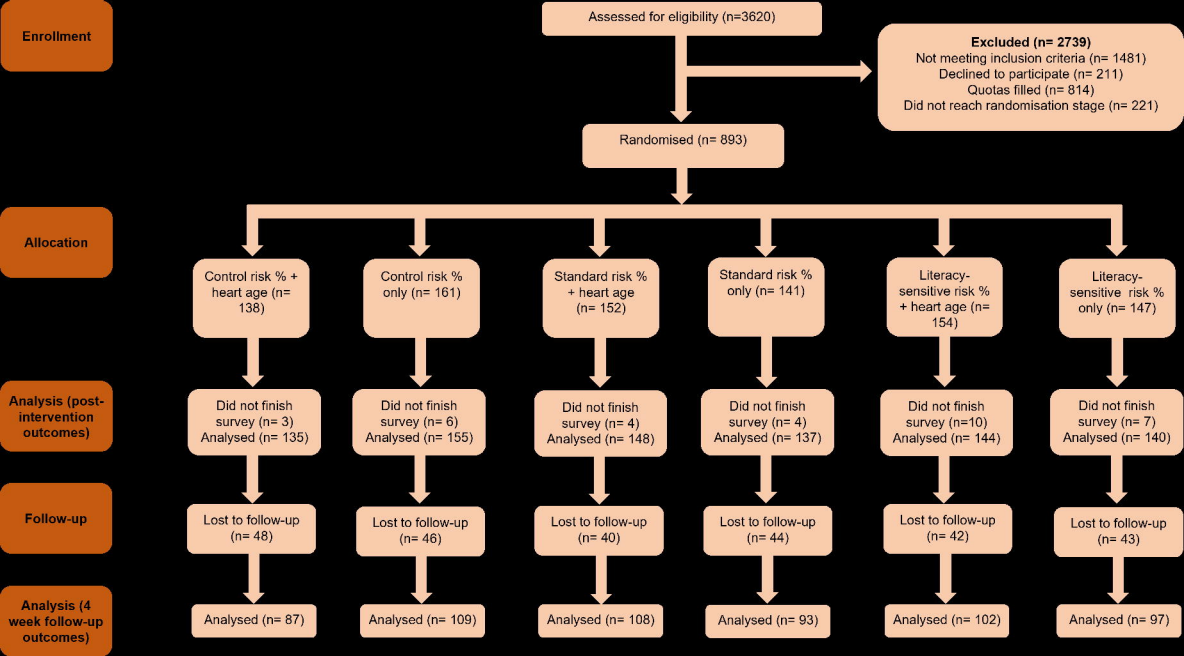 Enrollment
Assessed for eligibility (n=3620)
Excluded (n= 2739)
Not meeting inclusion criteria (n= 1481)
Declined to participate (n= 211)
Quotas filled (n= 814)
Did not reach randomisation stage (n= 221)
Randomised (n= 893)
Allocation
Control risk % +
heart age (n=
138)
Control risk %
only (n= 161)
Standard risk %
+ heart age
(n= 152)
Standard risk %
only (n= 141)
Literacy-
sensitive risk %
+ heart age (n=
154)
Literacy-
sensitive risk %
only (n= 147)
Analysis (post-
intervention
outcomes)
Did not finish
survey (n= 3)
Analysed (n= 135)
Did not finish
survey (n= 6)
Analysed (n= 155)
Did not finish
survey (n= 4)
Analysed (n= 148)
Did not finish
survey (n= 4)
Analysed (n= 137)
Did not finish
survey (n=10)
Analysed (n= 144)
Did not finish
survey (n= 7)
Analysed (n= 140)
Follow-up
Lost to follow-up
(n= 48)
Lost to follow-up
(n= 46)
Lost to follow-up
(n= 40)
Lost to follow-up
(n= 44)
Lost to follow-up
(n= 42)
Lost to follow-up
(n= 43)
Analysis (4
week follow-up
outcomes)
Analysed (n= 87)
Analysed (n= 109)
Analysed (n= 108)
Analysed (n= 93)
Analysed (n= 102)
Analysed (n= 97)